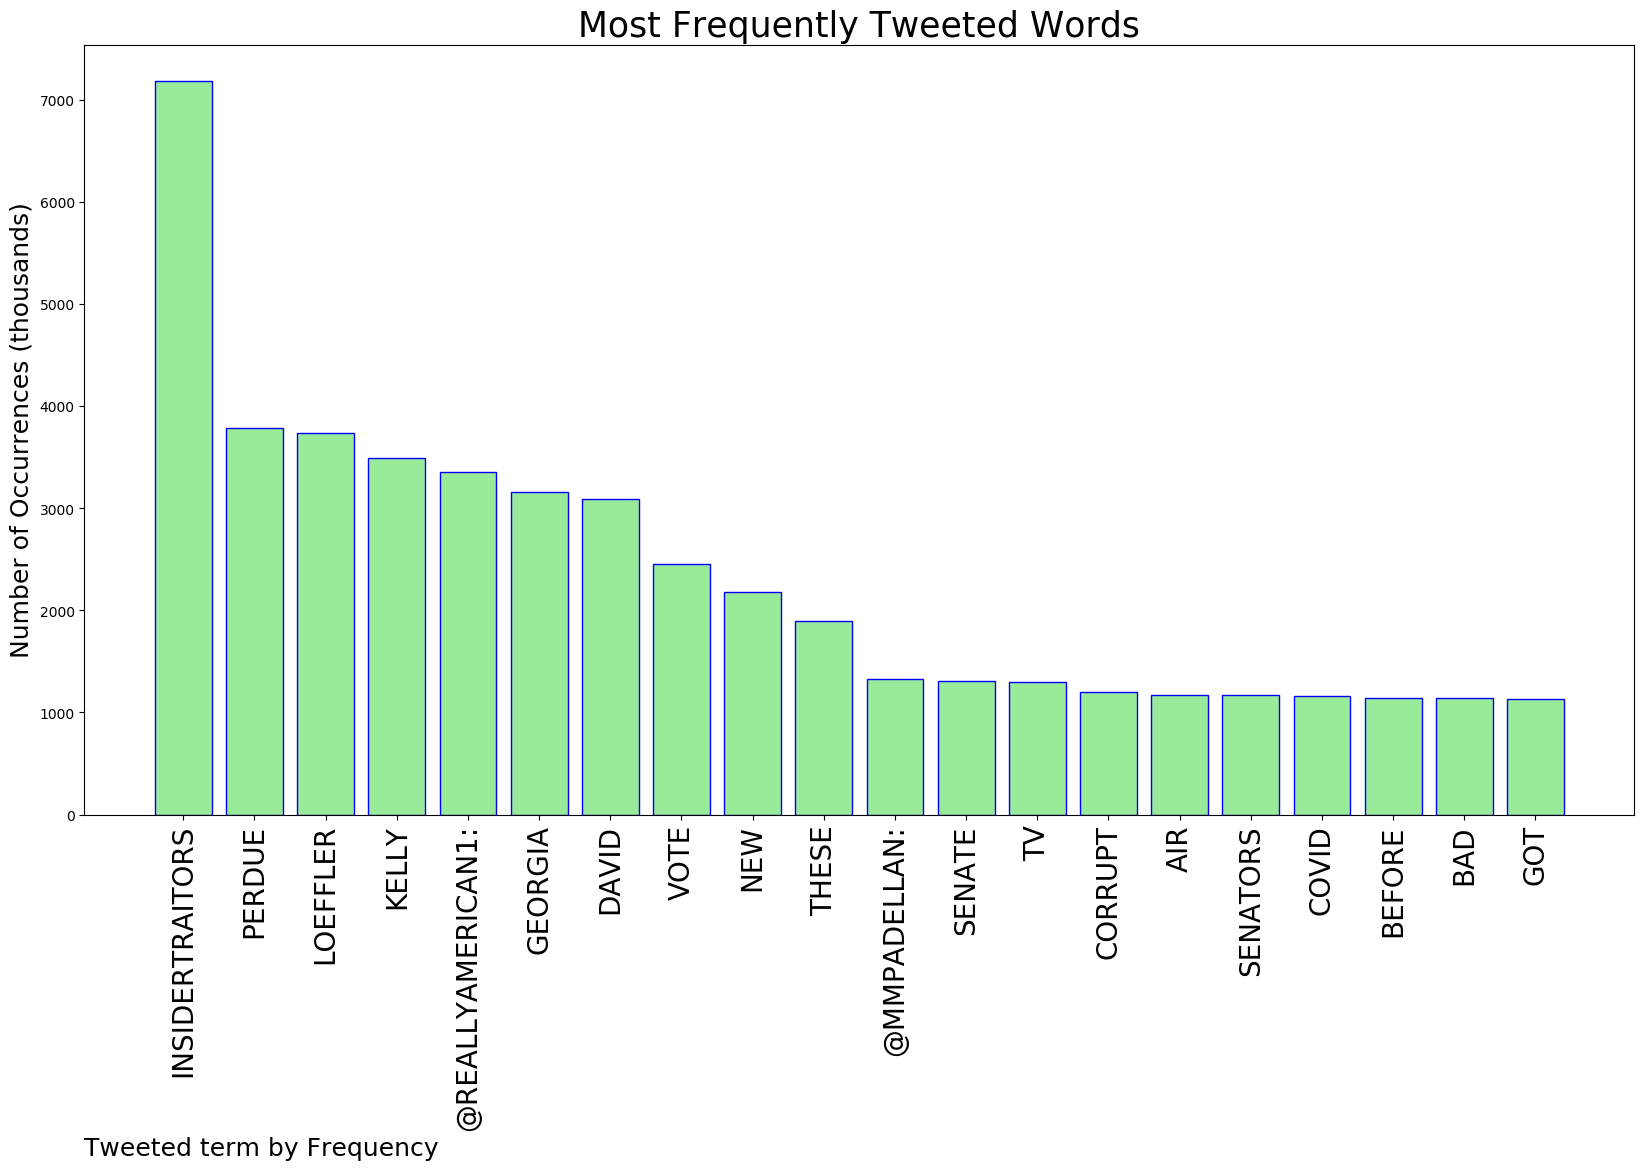 Most Frequently Tweeted Words
Number of Occurrences (thousands)
7000
6000
5000
4000
3000
2000
1000
0
INSIDERTRAITORS
PERDUE
LOEFFLER
KELLY
@REALLYAMERICAN1:
GEORGIA
DAVID
VOTE
NEW
THESE
@MMPADELLAN:
SENATE
TV
CORRUPT
AIR
SENATORS
COVID
BEFORE
BAD
GOT
Tweeted term by Frequency